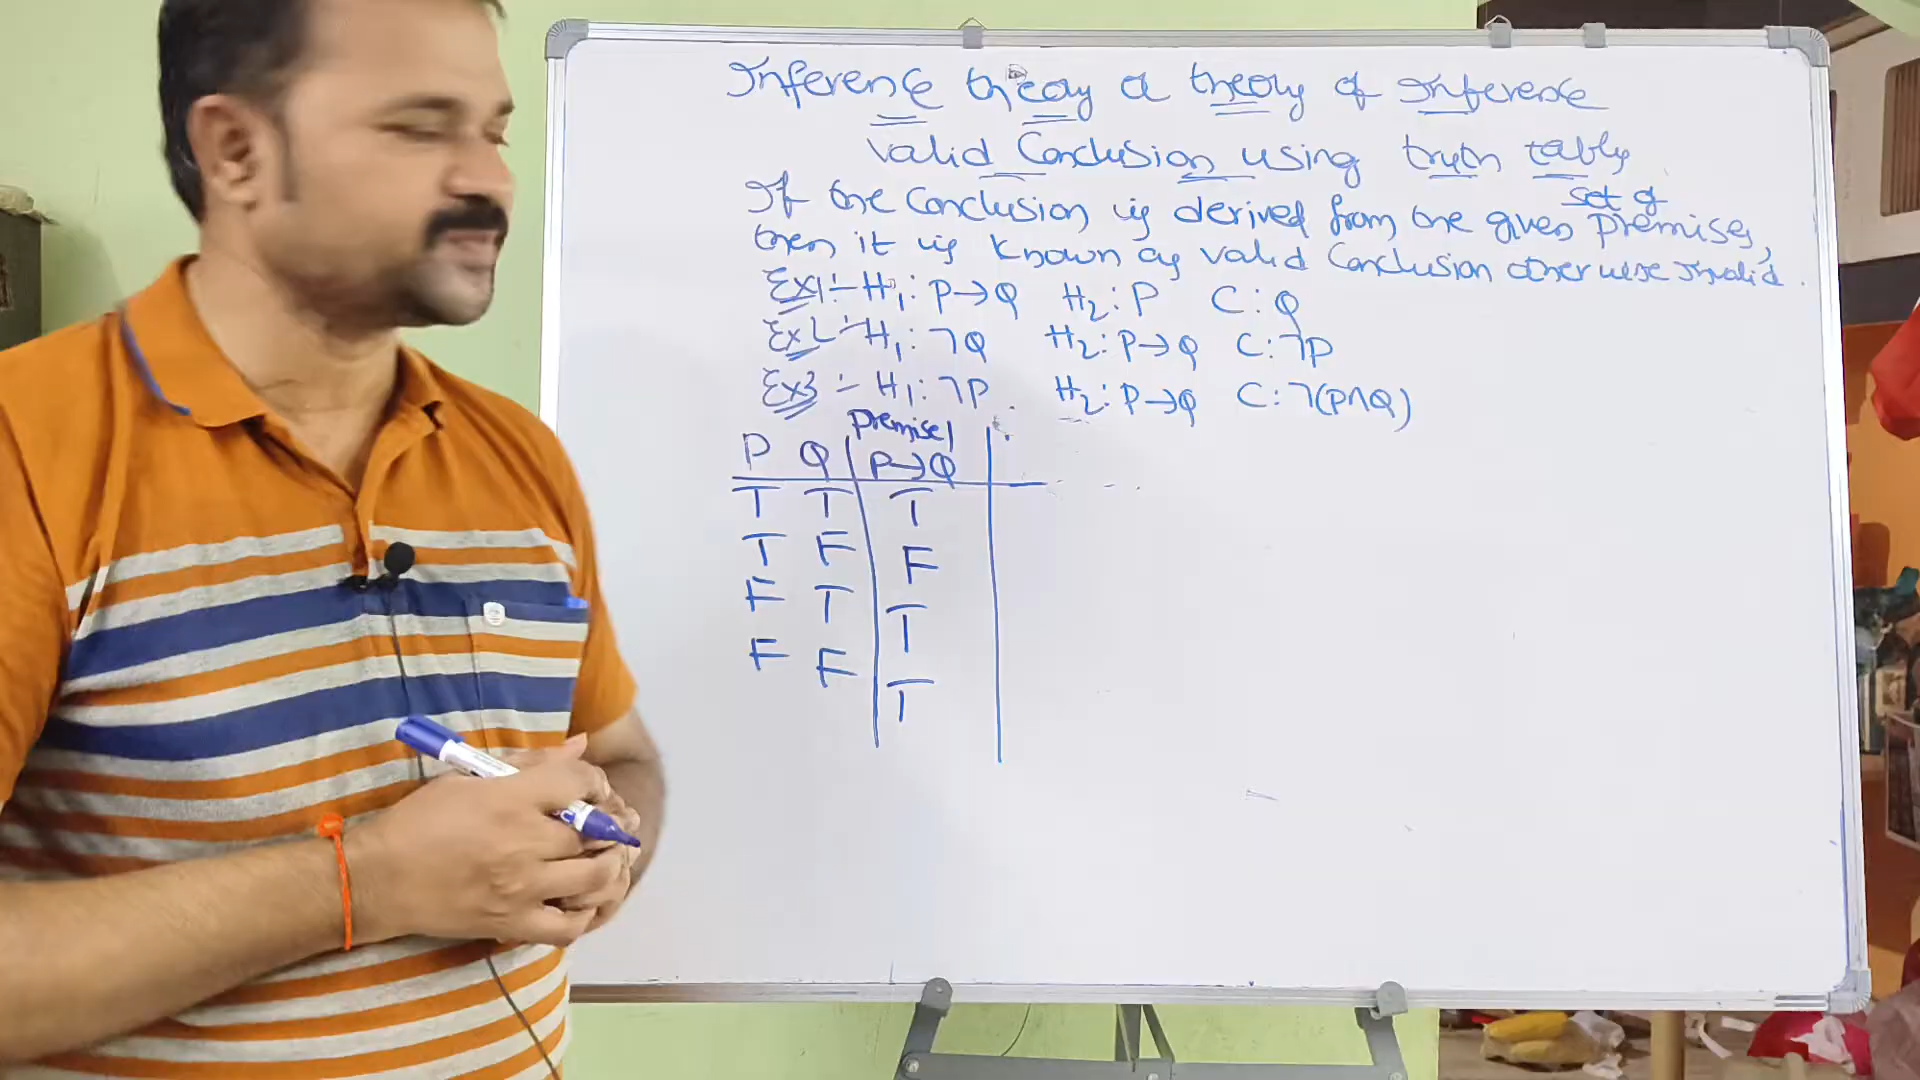 Inference theory or theory of Inference
Valid Conclusion using truth table
If the Conclusion is derived from the given set of premises,
then it is known as valid Conclusion otherwise Invalid.
Ex1:- H₁: P→Q H₂: P C: Q
Ex2:- H₁: ¬Q H₂: P→Q C: ¬P
Ex3:- H₁: ¬P H₂: P→Q C: ¬(P∧Q)
Premise1
P Q P→Q
T T T
T F F
F T T
F F T